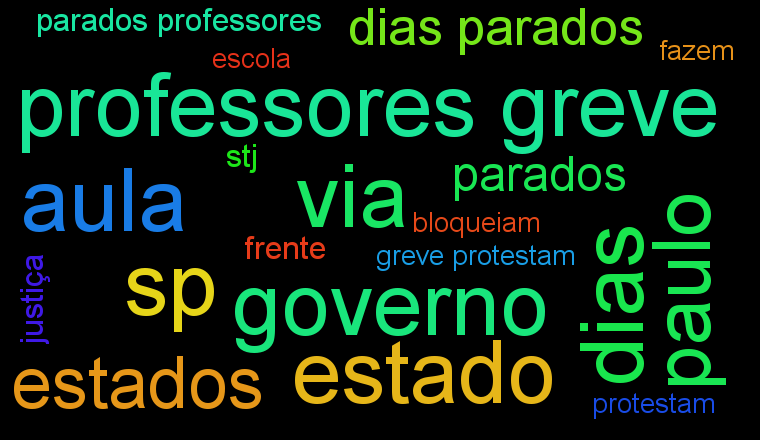 parados professores
dias parados
escola
fazem
professores greve
stj
parados
aula
via
bloqueiam
frente
greve protestam
justiça
sp
governo
dias
paulo
estados
estado
protestam